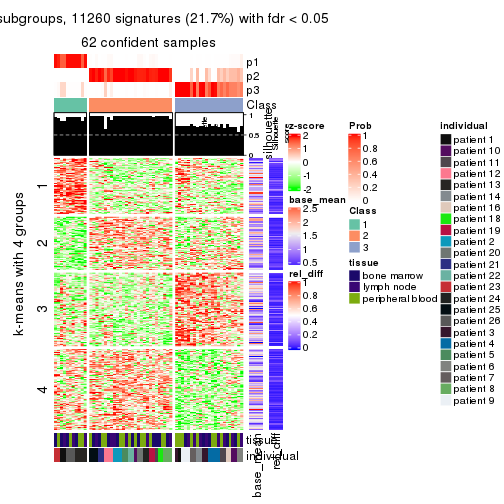 subgroups, 11260 signatures (21.7%) with fdr < 0.05
62 confident samples
p1
p2
p3
Class
1
0.5
0
silhouette
k-means with 4 groups
1
2
3
4
tissue
individual
base_mean
rel_diff
z-score
2
1
0
-1
-2
base_mean
2.5
2
1.5
1
0.5
rel_diff
1
0.8
0.6
0.4
0.2
0
Silhouette
score
Prob
1
0.8
0.6
0.4
0.2
0
Class
1
2
3
tissue
bone marrow
lymph node
peripheral blood
individual
patient 1
patient 10
patient 11
patient 12
patient 13
patient 14
patient 16
patient 18
patient 19
patient 2
patient 20
patient 21
patient 22
patient 23
patient 24
patient 25
patient 26
patient 3
patient 4
patient 5
patient 6
patient 7
patient 8
patient 9